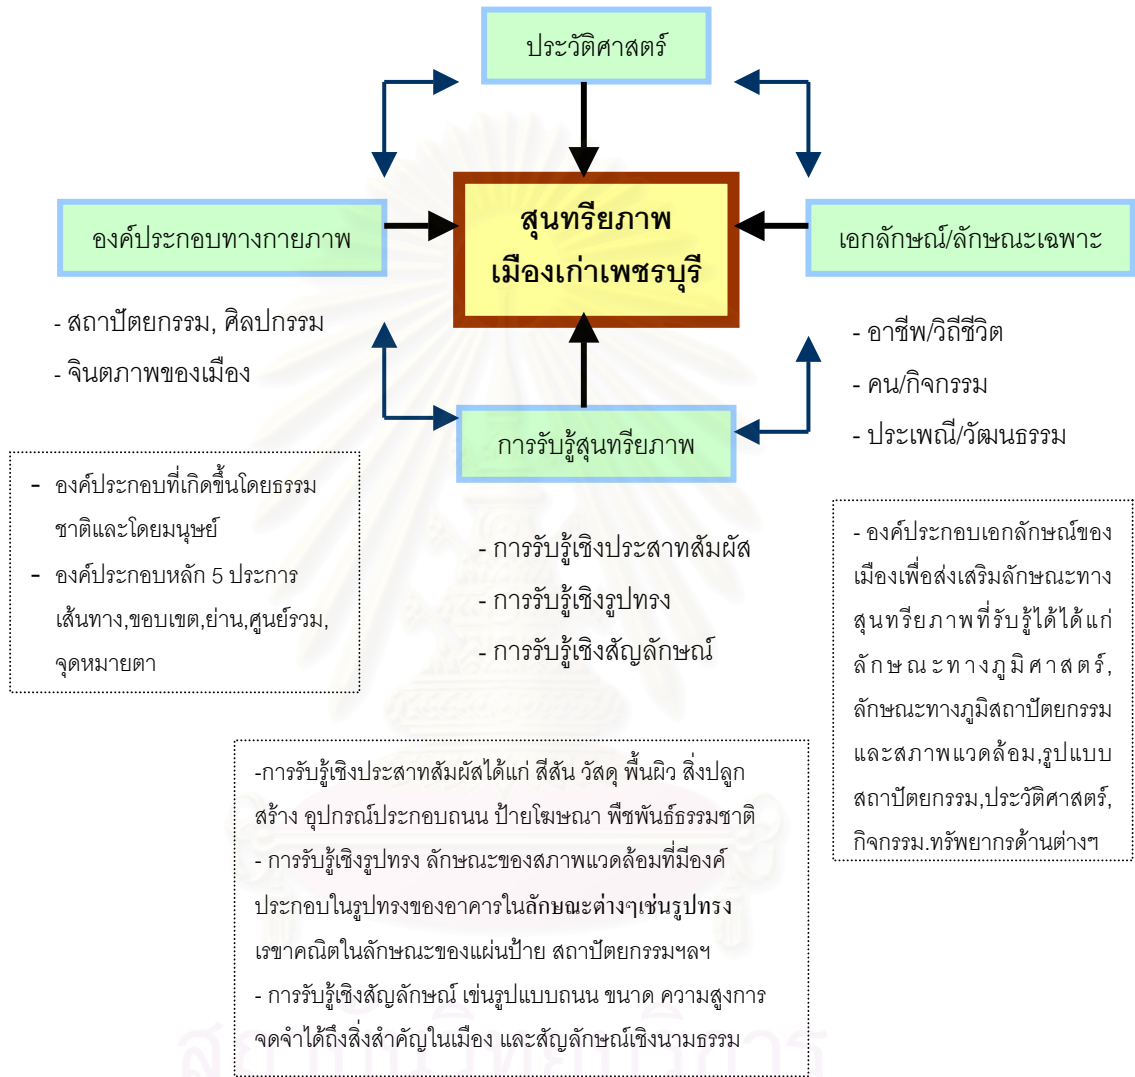 ประวัติศาสตร์
สุนทรียภาพ
เมืองเก่าเพชรบุรี
องค์ประกอบทางกายภาพ
เอกลักษณ์/ลักษณะเฉพาะ
- สถาปัตยกรรม, ศิลปกรรม
- จินตภาพของเมือง
- อาชีพ/วิถีชีวิต
- คน/กิจกรรม
- ประเพณี/วัฒนธรรม
การรับรู้สุนทรียภาพ
- องค์ประกอบที่เกิดขึ้นโดยธรรม
ชาติและโดยมนุษย์
- องค์ประกอบหลัก 5 ประการ
เส้นทาง,ขอบเขต,ย่าน,ศูนย์รวม,
จุดหมายตา
- การรับรู้เชิงประสาทสัมผัส
- การรับรู้เชิงรูปทรง
- การรับรู้เชิงสัญลักษณ์
- องค์ประกอบเอกลักษณ์ของ
เมืองเพื่อส่งเสริมลักษณะทาง
สุนทรียภาพที่รับรู้ได้ได้แก่
ลักษณะทางภูมิศาสตร์,
ลักษณะทางภูมิสถาปัตยกรรม
และสภาพแวดล้อม,รูปแบบ
สถาปัตยกรรม,ประวัติศาสตร์,
กิจกรรม.ทรัพยากรด้านต่างๆ
-การรับรู้เชิงประสาทสัมผัสได้แก่ สีสัน วัสดุ พื้นผิว สิ่งปลูก
สร้าง อุปกรณ์ประกอบถนน ป้ายโฆษณา พืชพันธ์ธรรมชาติ
- การรับรู้เชิงรูปทรง ลักษณะของสภาพแวดล้อมที่มีองค์
ประกอบในรูปทรงของอาคารในลักษณะต่างๆเช่นรูปทรง
เรขาคณิตในลักษณะของแผ่นป้าย สถาปัตยกรรมฯลฯ
- การรับรู้เชิงสัญลักษณ์ เข่นรูปแบบถนน ขนาด ความสูงการ
จดจำได้ถึงสิ่งสำคัญในเมือง และสัญลักษณ์เชิงนามธรรม
สถาบันวิทยบริการ